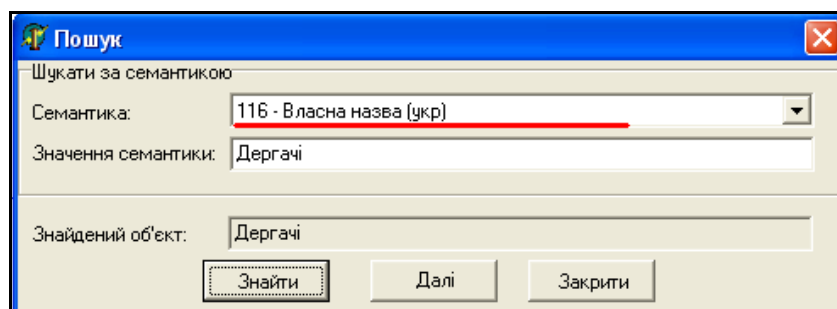 Пошук
Шукати за семантикою
Семантика: 116 - Власна назва (укр)
Значення семантики: Дергачі
Знайдений об'єкт: Дергачі
Знайти Далі Закрити